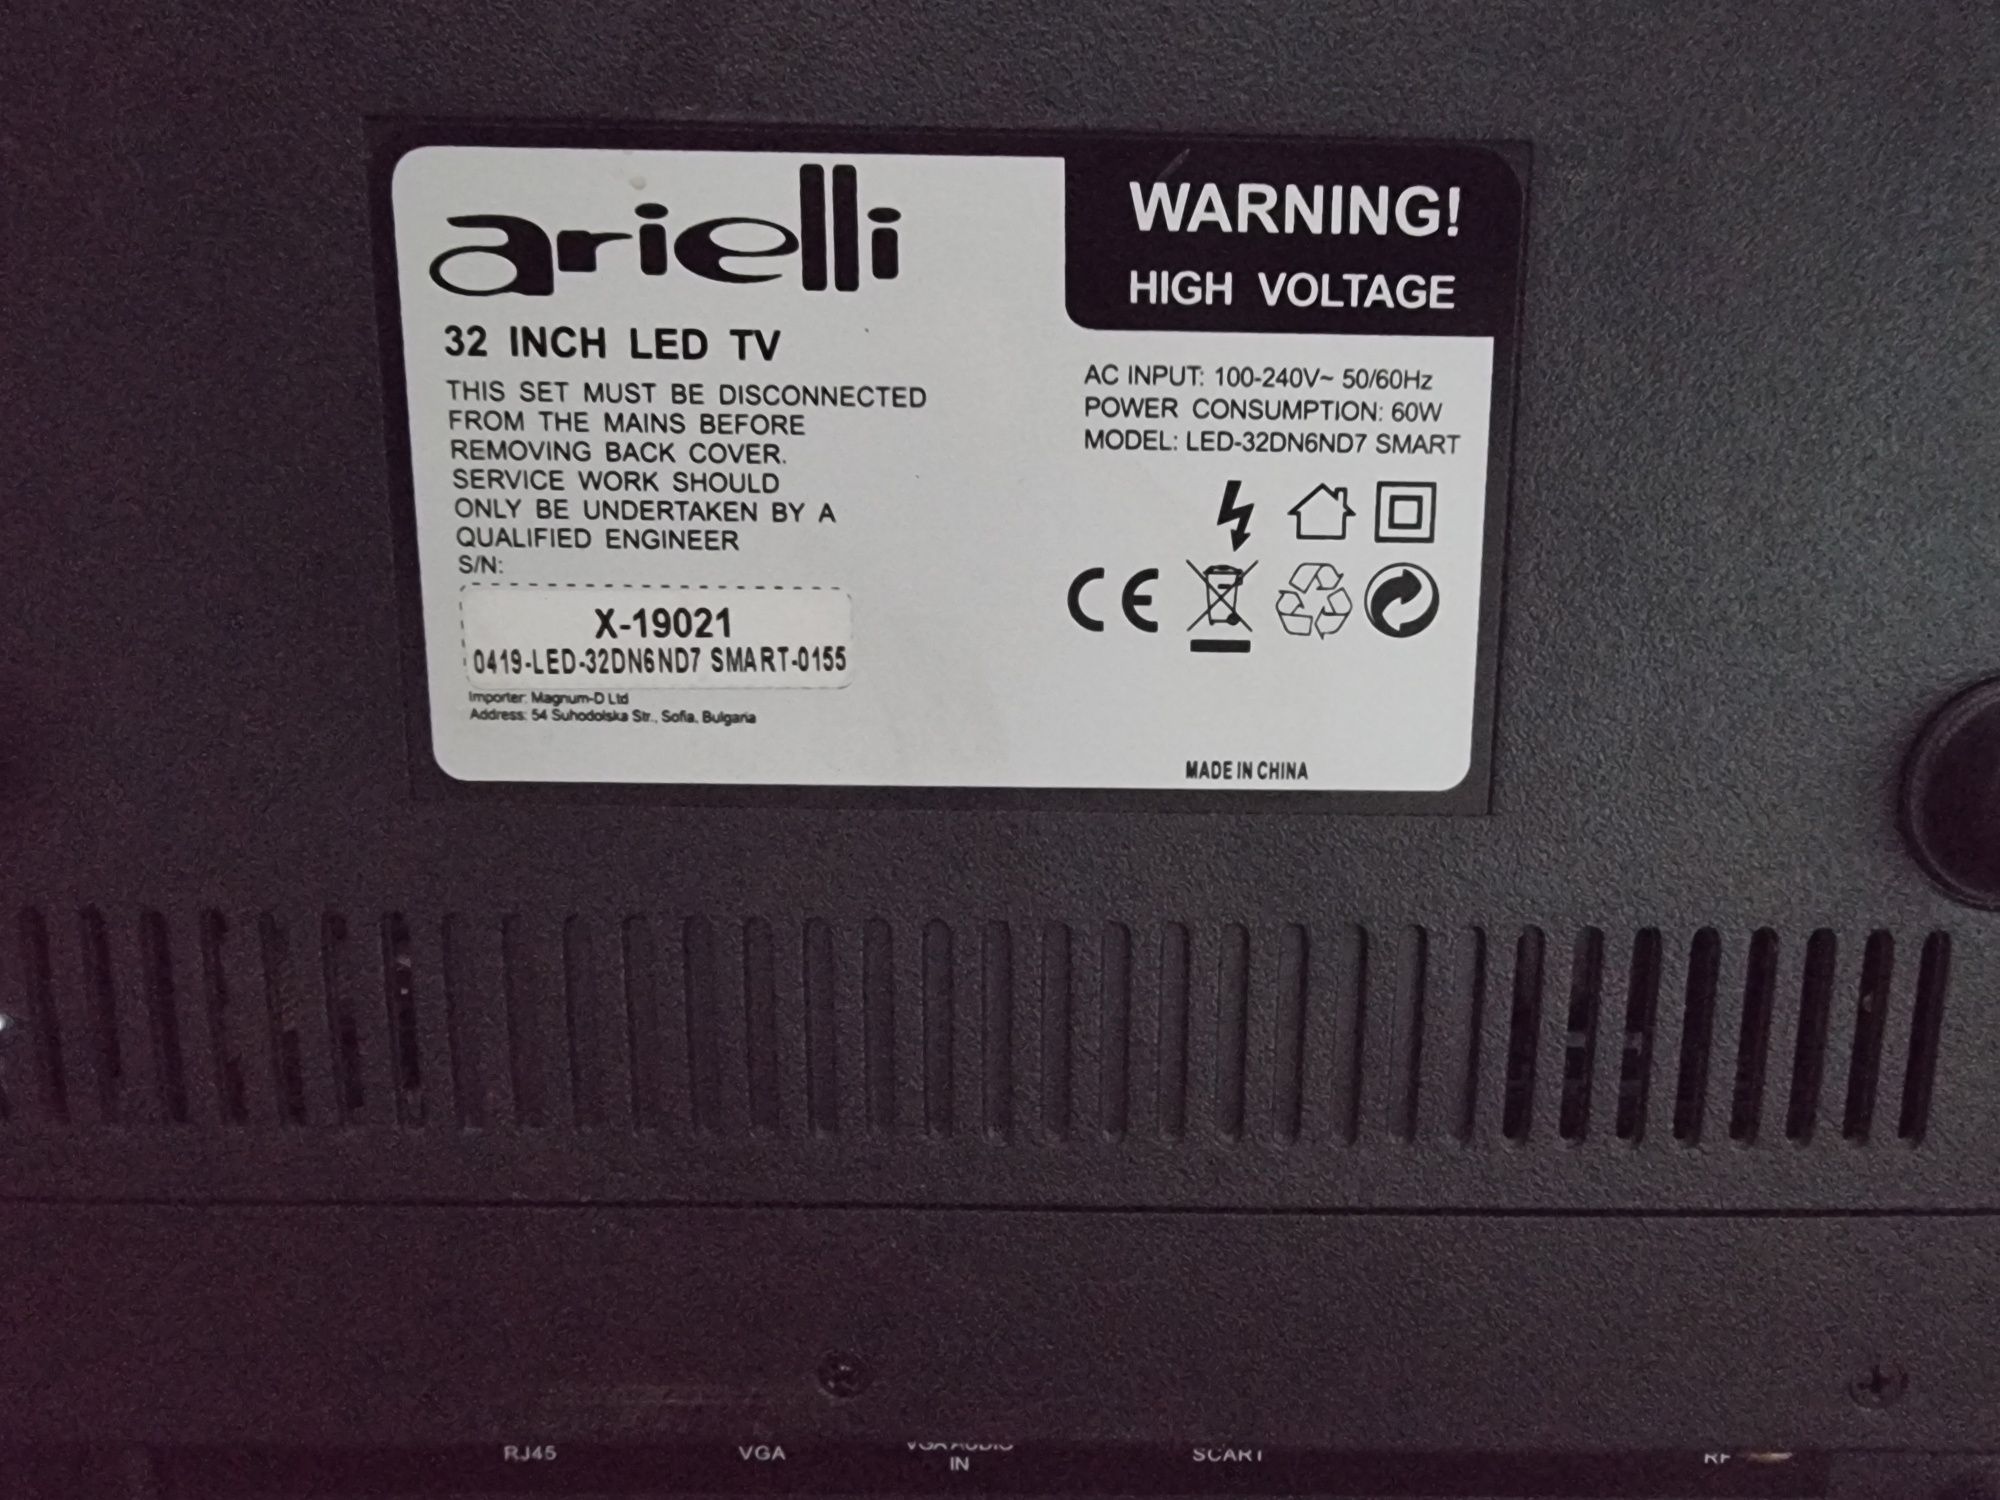 arielli
32 INCH LED TV
THIS SET MUST BE DISCONNECTED
FROM THE MAINS BEFORE
REMOVING BACK COVER.
SERVICE WORK SHOULD
ONLY BE UNDERTAKEN BY A
QUALIFIED ENGINEER
S/N:
X-19021
0419-LED-32DN6ND7 SMART-0155
Importer: Magnum-D Ltd
Address: 54 Suhodolska Str., Sofia, Bulgaria
WARNING!
HIGH VOLTAGE
AC INPUT: 100-240V~ 50/60Hz
POWER CONSUMPTION: 60W
MODEL: LED-32DN6ND7 SMART
CE
MADE IN CHINA
RJ45
VGA
VGA AUDIO
IN
SCART
RF